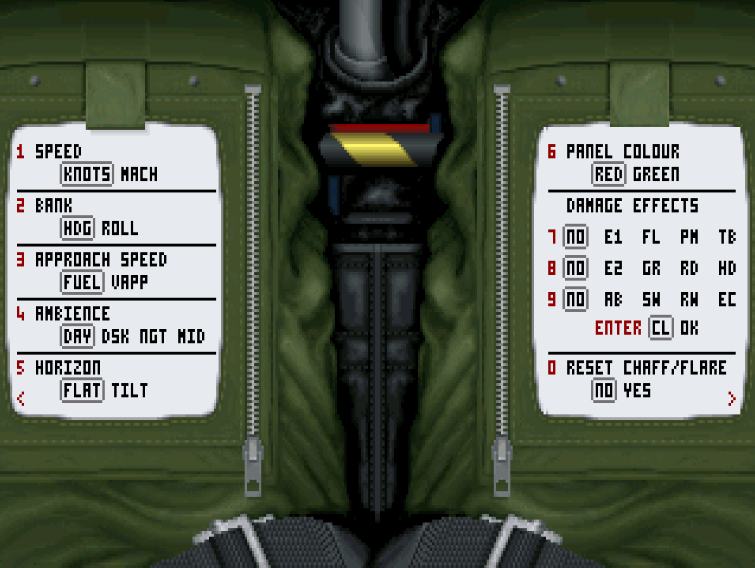 1 SPEED
KNOTS MACH
2 BANK
HDG ROLL
3 APPROACH SPEED
FUEL VAPP
4 AMBIENCE
DAY DSK NGT MID
5 HORIZON
FLAT TILT
<
6 PANEL COLOUR
RED GREEN
DAMAGE EFFECTS
7 NO E1 FL PM TB
8 NO E2 GR RD HD
9 NO AB SW RW EC
ENTER CL OK
0 RESET CHAFF/FLARE
NO YES
>